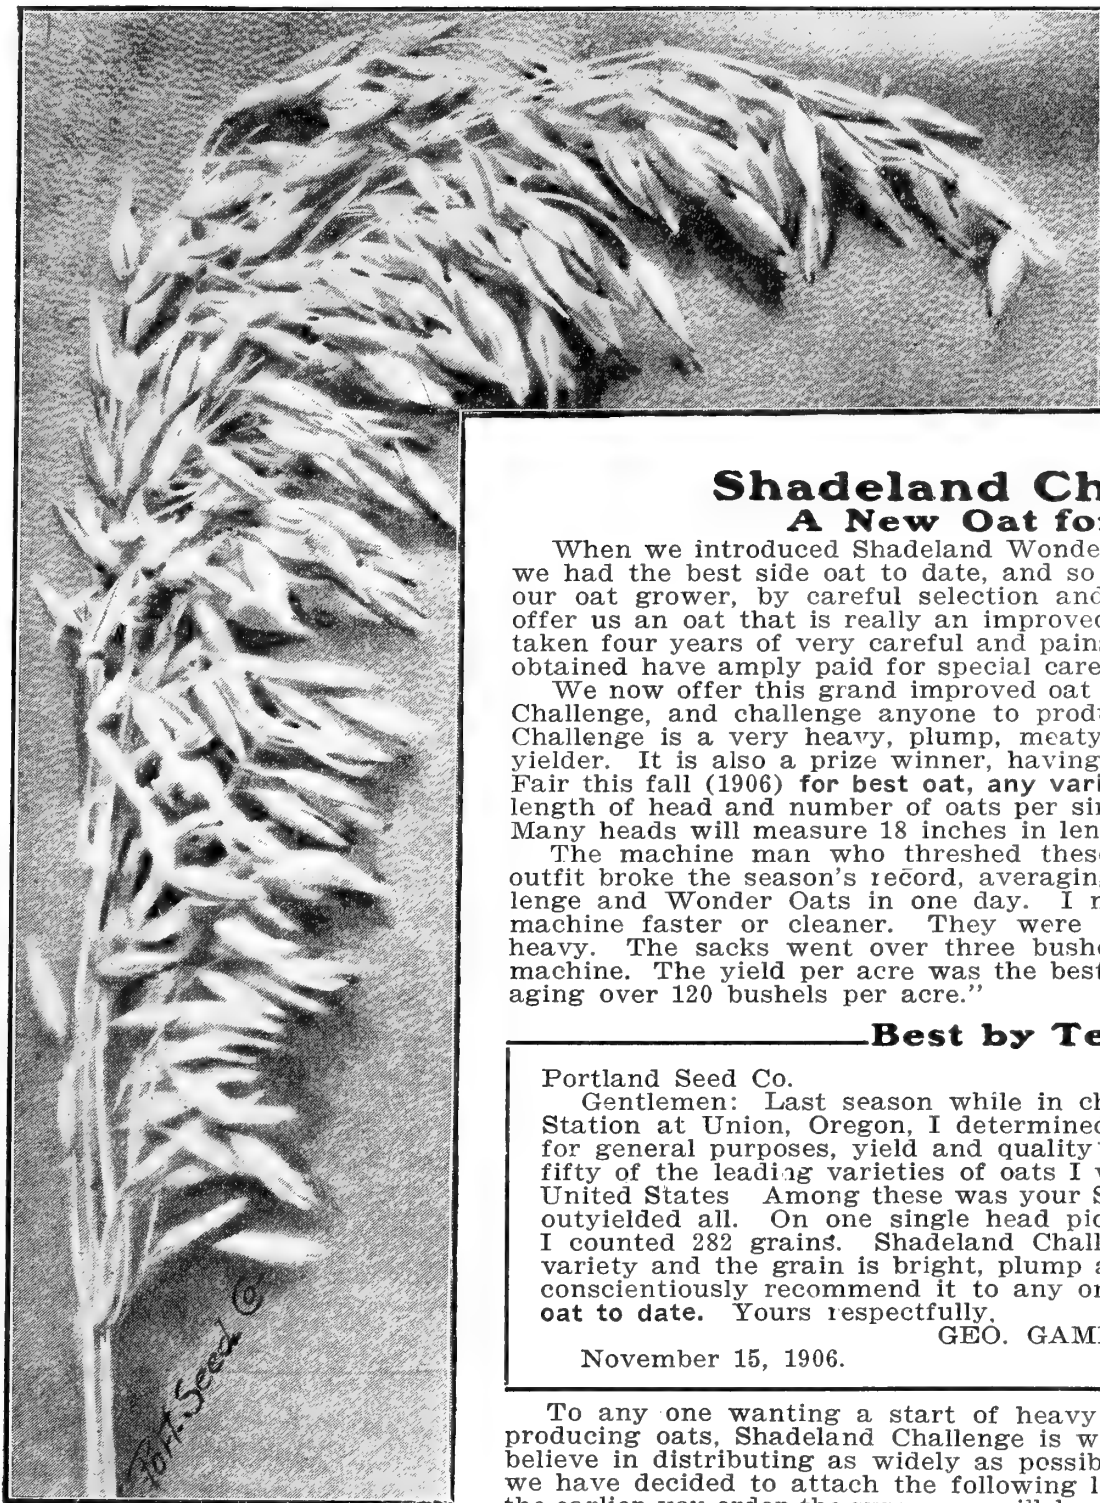 Shadeland Ch
A New Oat for
When we introduced Shadeland Wonde
we had the best side oat to date, and so
our oat grower, by careful selection and
offer us an oat that is really an improved
taken four years of very careful and pains
obtained have amply paid for special care
We now offer this grand improved oat
Challenge, and challenge anyone to prod
Challenge is a very heavy, plump, meaty
yielder. It is also a prize winner, having
Fair this fall (1906) for best oat, any vari
length of head and number of oats per sin
Many heads will measure 18 inches in len
The machine man who threshed thes
outfit broke the season's record, averagin
lenge and Wonder Oats in one day. I
machine faster or cleaner. They were
heavy. The sacks went over three bush
machine. The yield per acre was the best
aging over 120 bushels per acre."
Best by Te
Portland Seed Co.
Gentlemen: Last season while in ch
Station at Union, Oregon, I determined
for general purposes, yield and quality
fifty of the leading varieties of oats I
United States Among these was your S
outyielded all. On one single head pic
I counted 282 grains. Shadeland Chall
variety and the grain is bright, plump a
conscientiously recommend it to any or
oat to date. Yours respectfully,
GEO. GAM
November 15, 1906.
To any one wanting a start of heavy
producing oats, Shadeland Challenge is w
believe in distributing as widely as possib
we have decided to attach the following l
Port. Seed ©